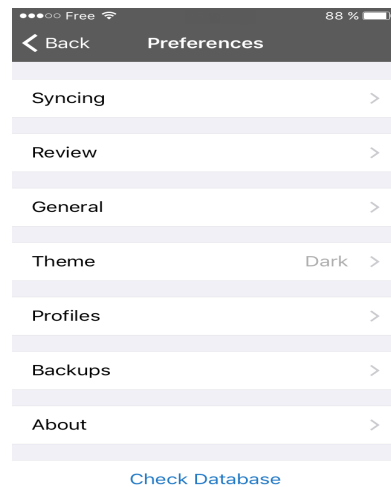 ●●●○○ Free 88 %
Back Preferences
Syncing
Review
General
Theme Dark
Profiles
Backups
About
Check Database